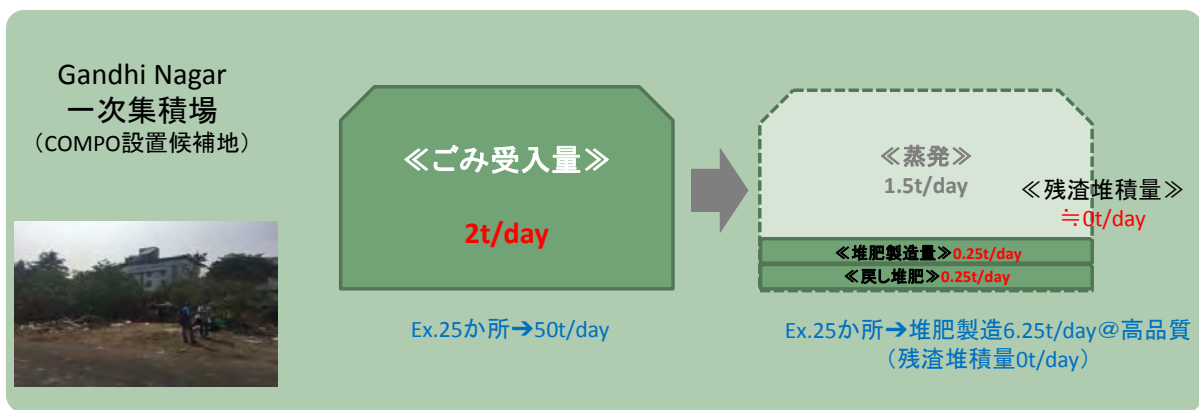 Gandhi Nagar
一次集積場
（COMPO設置候補地）
≪ごみ受入量≫
2t/day
Ex.25か所➔50t/day
≪蒸発≫
1.5t/day
≪残渣堆積量≫
≒0t/day
≪堆肥製造量≫0.25t/day
≪戻し堆肥≫0.25t/day
Ex.25か所➔堆肥製造6.25t/day＠高品質
（残渣堆積量0t/day）